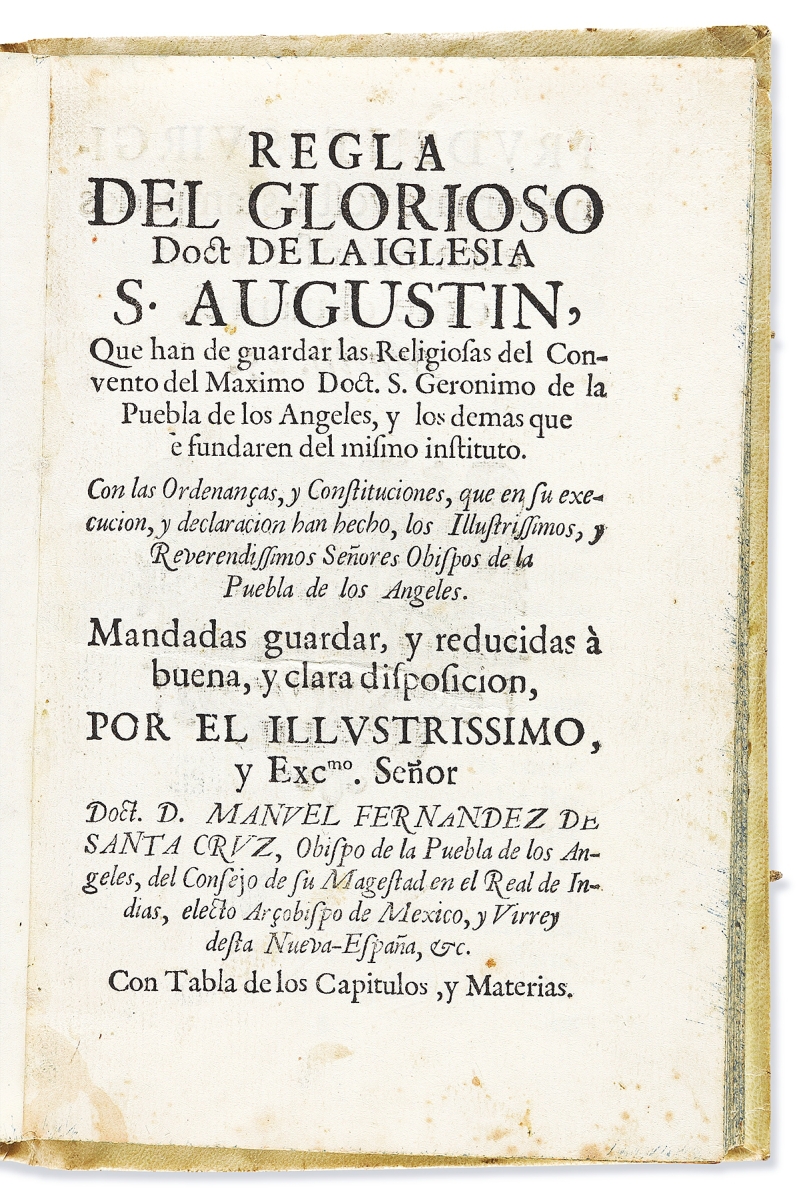 REGLA
DEL GLORIOSO
Doct DE LA IGLESIA
S. AUGUSTIN,
Que han de guardar las Religioſas del Con-
vento del Maximo Doct. S. Geronimo de la
Puebla de los Angeles, y los demas que
e fundaren del miſmo inſtituto.
Con las Ordenanças, y Conſtituciones, que en ſu exe-
cucion, y declaracion han hecho, los Illuſtriſſimos, y
Reverendiſſimos Señores Obiſpos de la
Puebla de los Angeles.
Mandadas guardar, y reducidas à
buena, y clara diſpoſicion,
POR EL ILLVSTRISSIMO,
y Excmo. Señor
Doct. D. MANVEL FERNANDEZ DE
SANTA CRVZ, Obiſpo de la Puebla de los An-
geles, del Conſejo de ſu Mageſtad en el Real de In-
dias, electo Arçobiſpo de Mexico, y Virrey
deſta Nueva-Eſpaña, &c.
Con Tabla de los Capitulos ,y Materias.